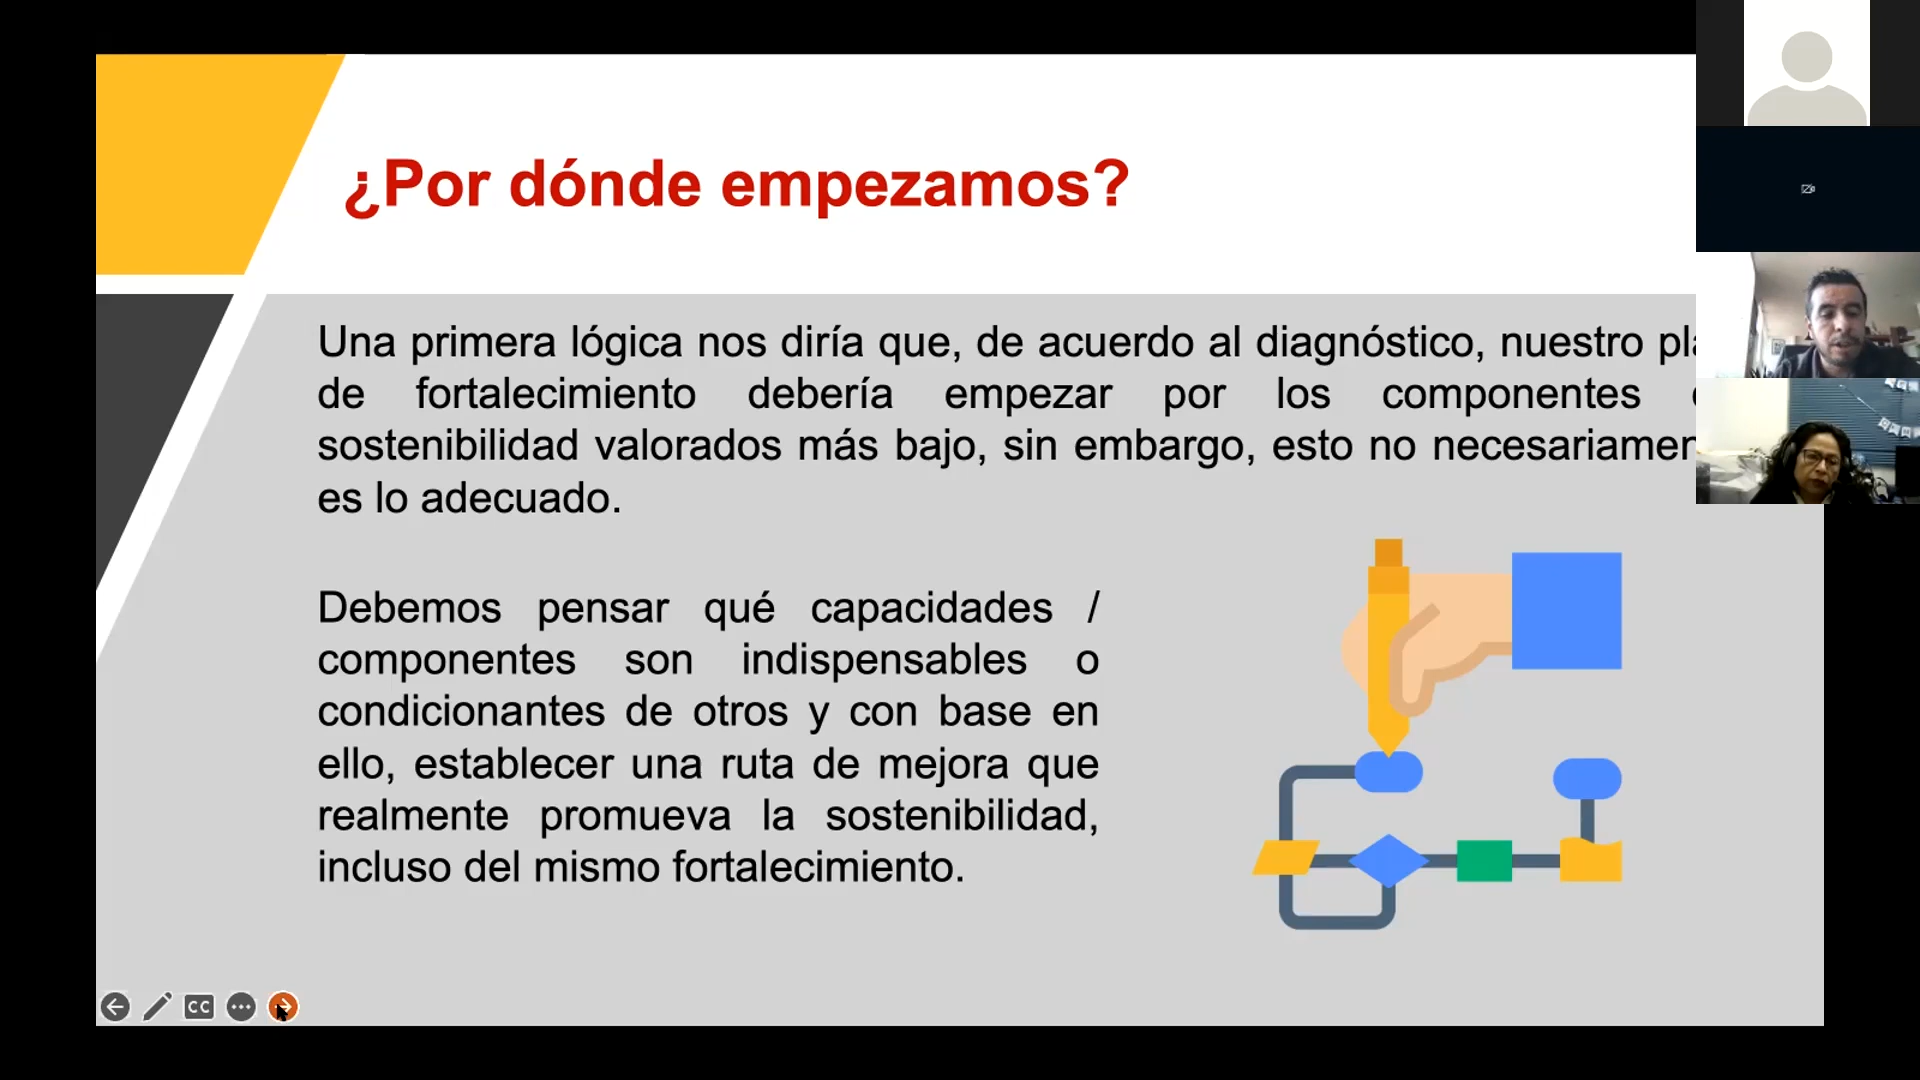 ¿Por dónde empezamos?
Una primera lógica nos diría que, de acuerdo al diagnóstico, nuestro
de fortalecimiento debería empezar por los componentes
sostenibilidad valorados más bajo, sin embargo, esto no
es lo adecuado.
Debemos pensar qué capacidades /
componentes son indispensables o
condicionantes de otros y con base en
ello, establecer una ruta de mejora que
realmente promueva la sostenibilidad,
incluso del mismo fortalecimiento.
CC